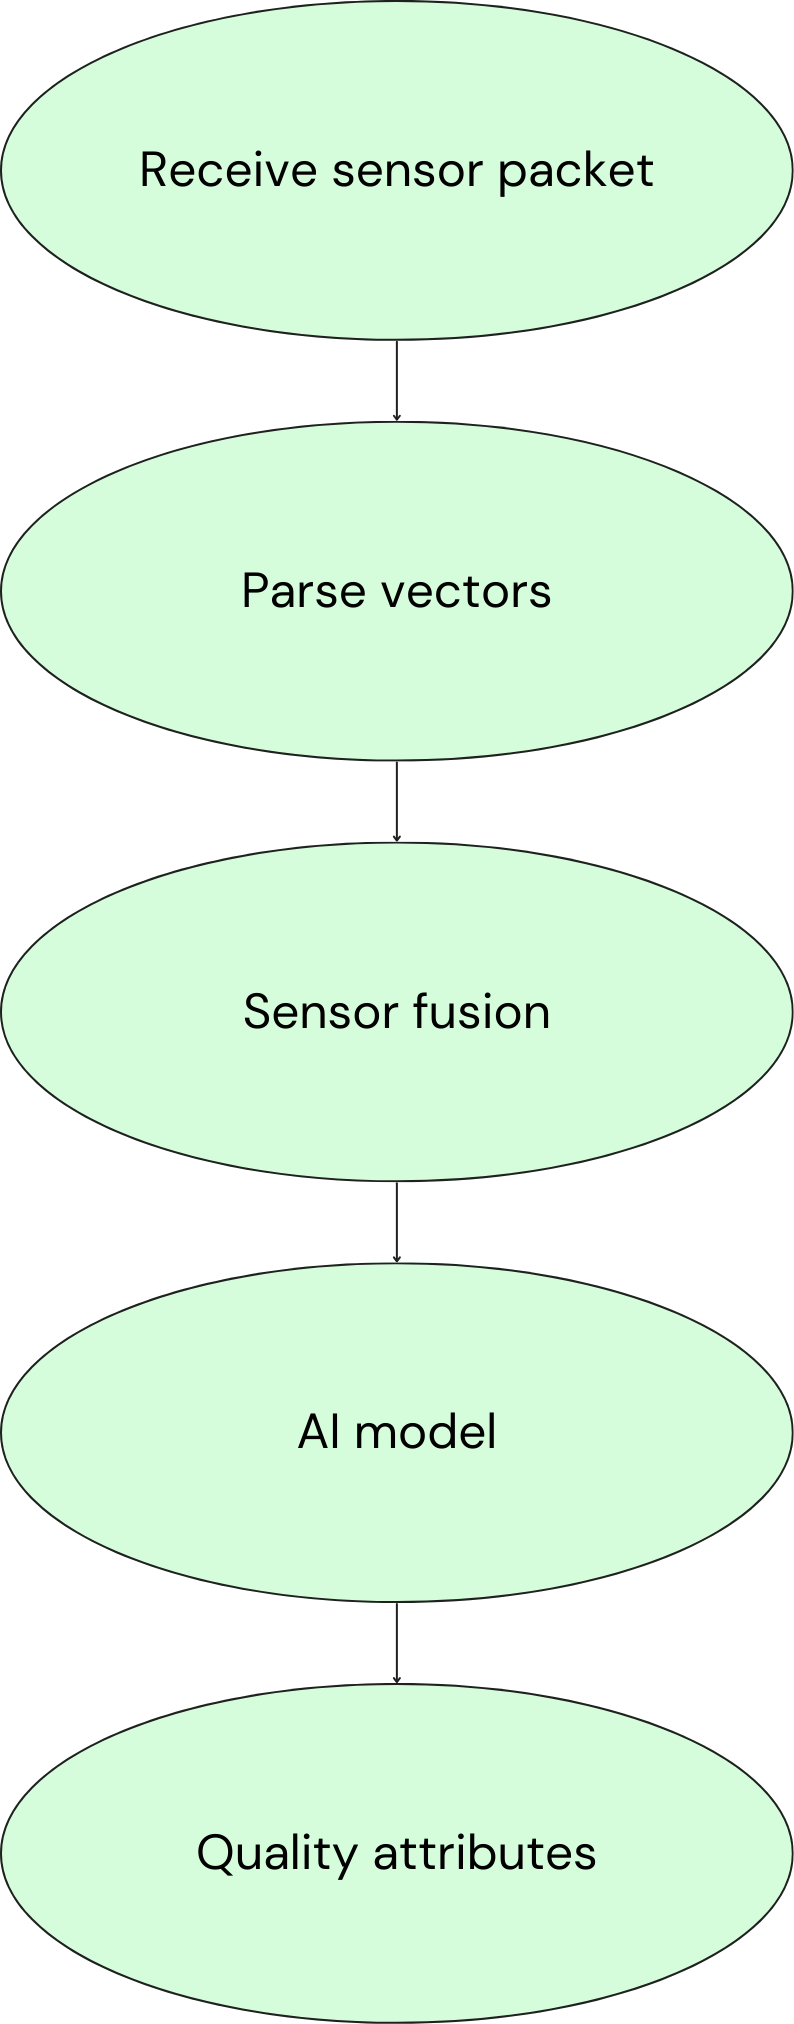 Receive sensor packet
Parse vectors
Sensor fusion
AI model
Quality attributes